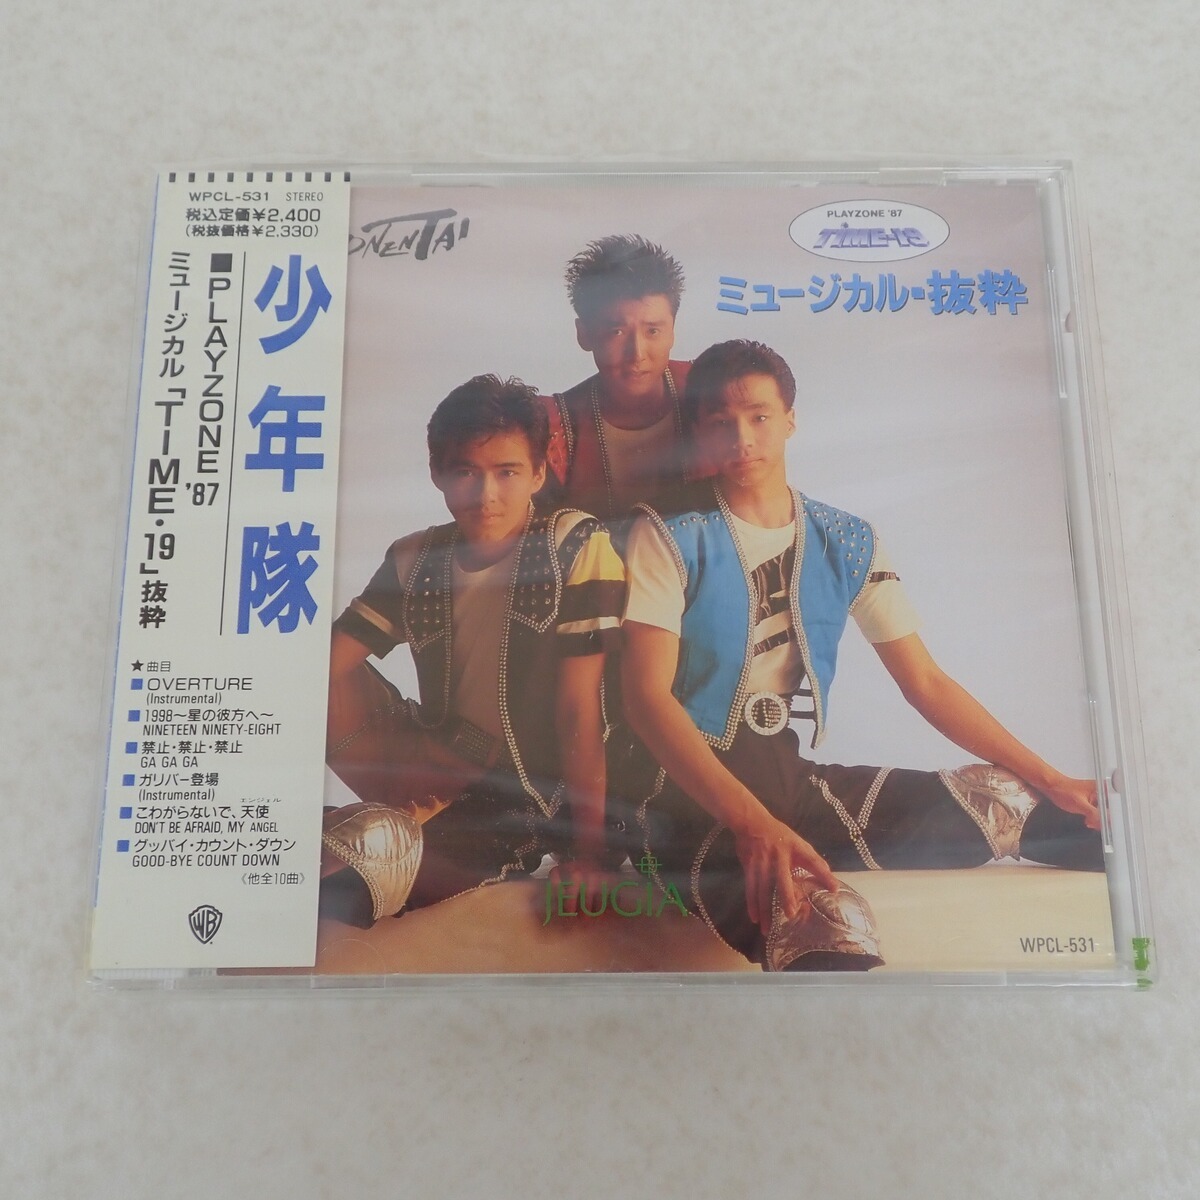 WPCL-531 STEREO
税込定価¥2,400
(税抜価格¥2,330)
少年隊
■PLAYZONE '87
ミュージカル「TIME・19」抜粋
★曲目
■OVERTURE
(Instrumental)
■1998〜星の彼方へ〜
NINETEEN NINETY-EIGHT
■禁止・禁止・禁止
GA GA GA
■ガリバー登場
(Instrumental)
エンジェル
■こわがらないで、天使
DON'T BE AFRAID, MY ANGEL
■グッバイ・カウント・ダウン
GOOD-BYE COUNT DOWN
《他全10曲》
WB
ONENTAI
PLAYZONE '87
TIME-19
ミュージカル・抜粋
JEUGIA
WPCL-531